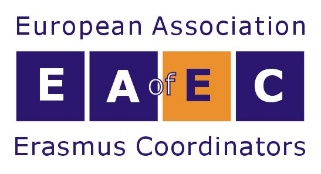 European Association
E A of E C
Erasmus Coordinators